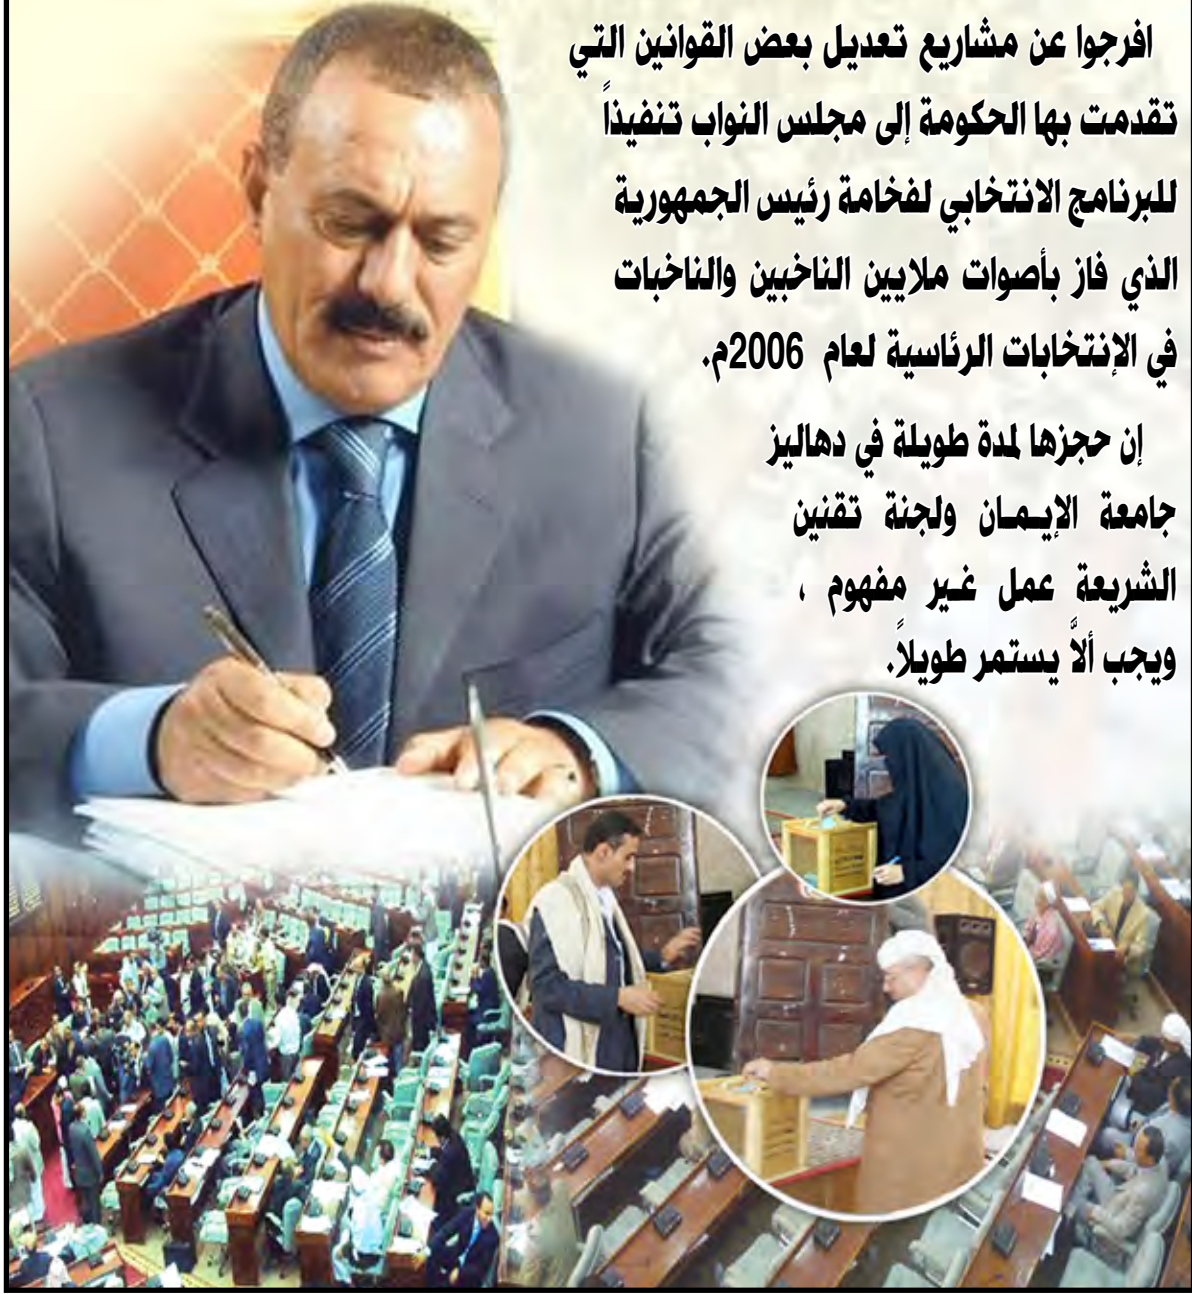 افرجوا عن مشاريع تعديل بعض القوانين التي
تقدمت بها الحكومة إلى مجلس النواب تنفيذاً
للبرنامج الانتخابي لفخامة رئيس الجمهورية
الذي فاز بأصوات ملايين الناخبين والناخبات
في الإنتخابات الرئاسية لعام 2006م.
إن حجزها لمدة طويلة في دهاليز
جامعة الإيــمــان ولجنة تقنين
الشريعة عمل غـير مفهوم ،
ويجب ألاَّ يستمر طويلاً.